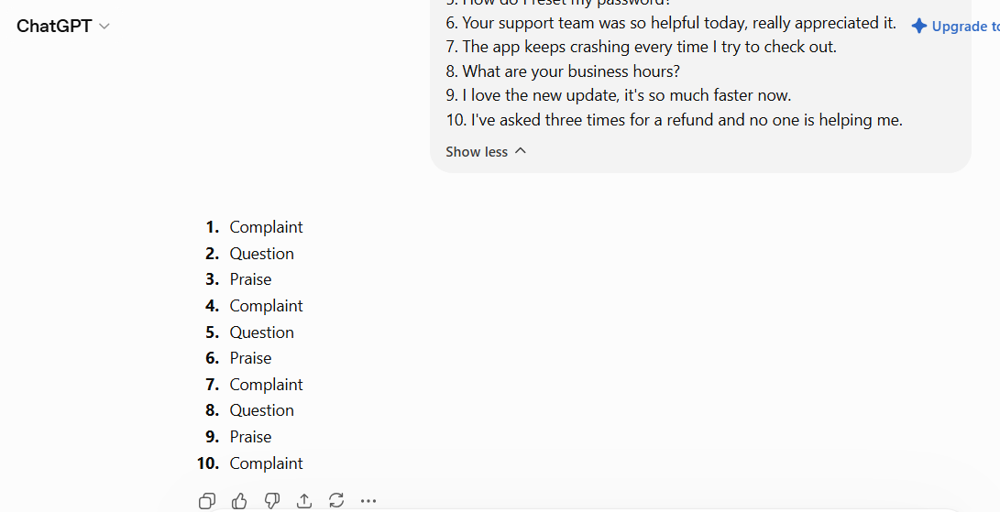 5. How do I reset my password?
ChatGPT
6. Your support team was so helpful today, really appreciated it.
Upgrade to
7. The app keeps crashing every time I try to check out.
8. What are your business hours?
9. I love the new update, it's so much faster now.
10. I've asked three times for a refund and no one is helping me.
Show less
1. Complaint
2. Question
3. Praise
4. Complaint
5. Question
6. Praise
7. Complaint
8. Question
9. Praise
10. Complaint